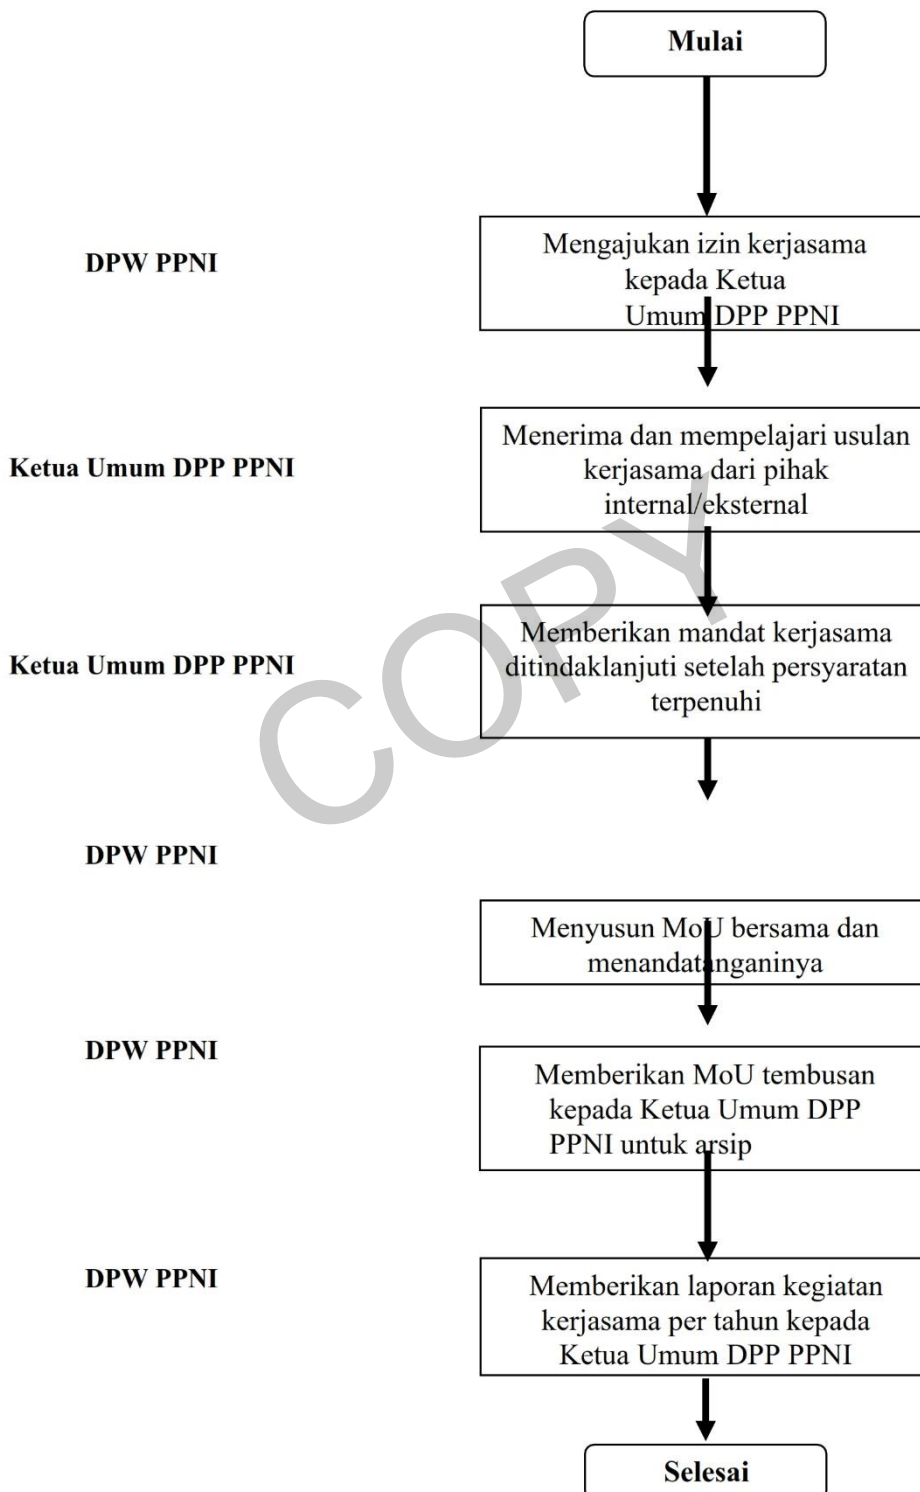 Mulai
DPW PPNI
Mengajukan izin kerjasama
kepada Ketua
Umum DPP PPNI
Ketua Umum DPP PPNI
Menerima dan mempelajari usulan
kerjasama dari pihak
internal/eksternal
COPY
Ketua Umum DPP PPNI
Memberikan mandat kerjasama
ditindaklanjuti setelah persyaratan
terpenuhi
DPW PPNI
Menyusun MoU bersama dan
menandatanganinya
DPW PPNI
Memberikan MoU tembusan
kepada Ketua Umum DPP
PPNI untuk arsip
DPW PPNI
Memberikan laporan kegiatan
kerjasama per tahun kepada
Ketua Umum DPP PPNI
Selesai